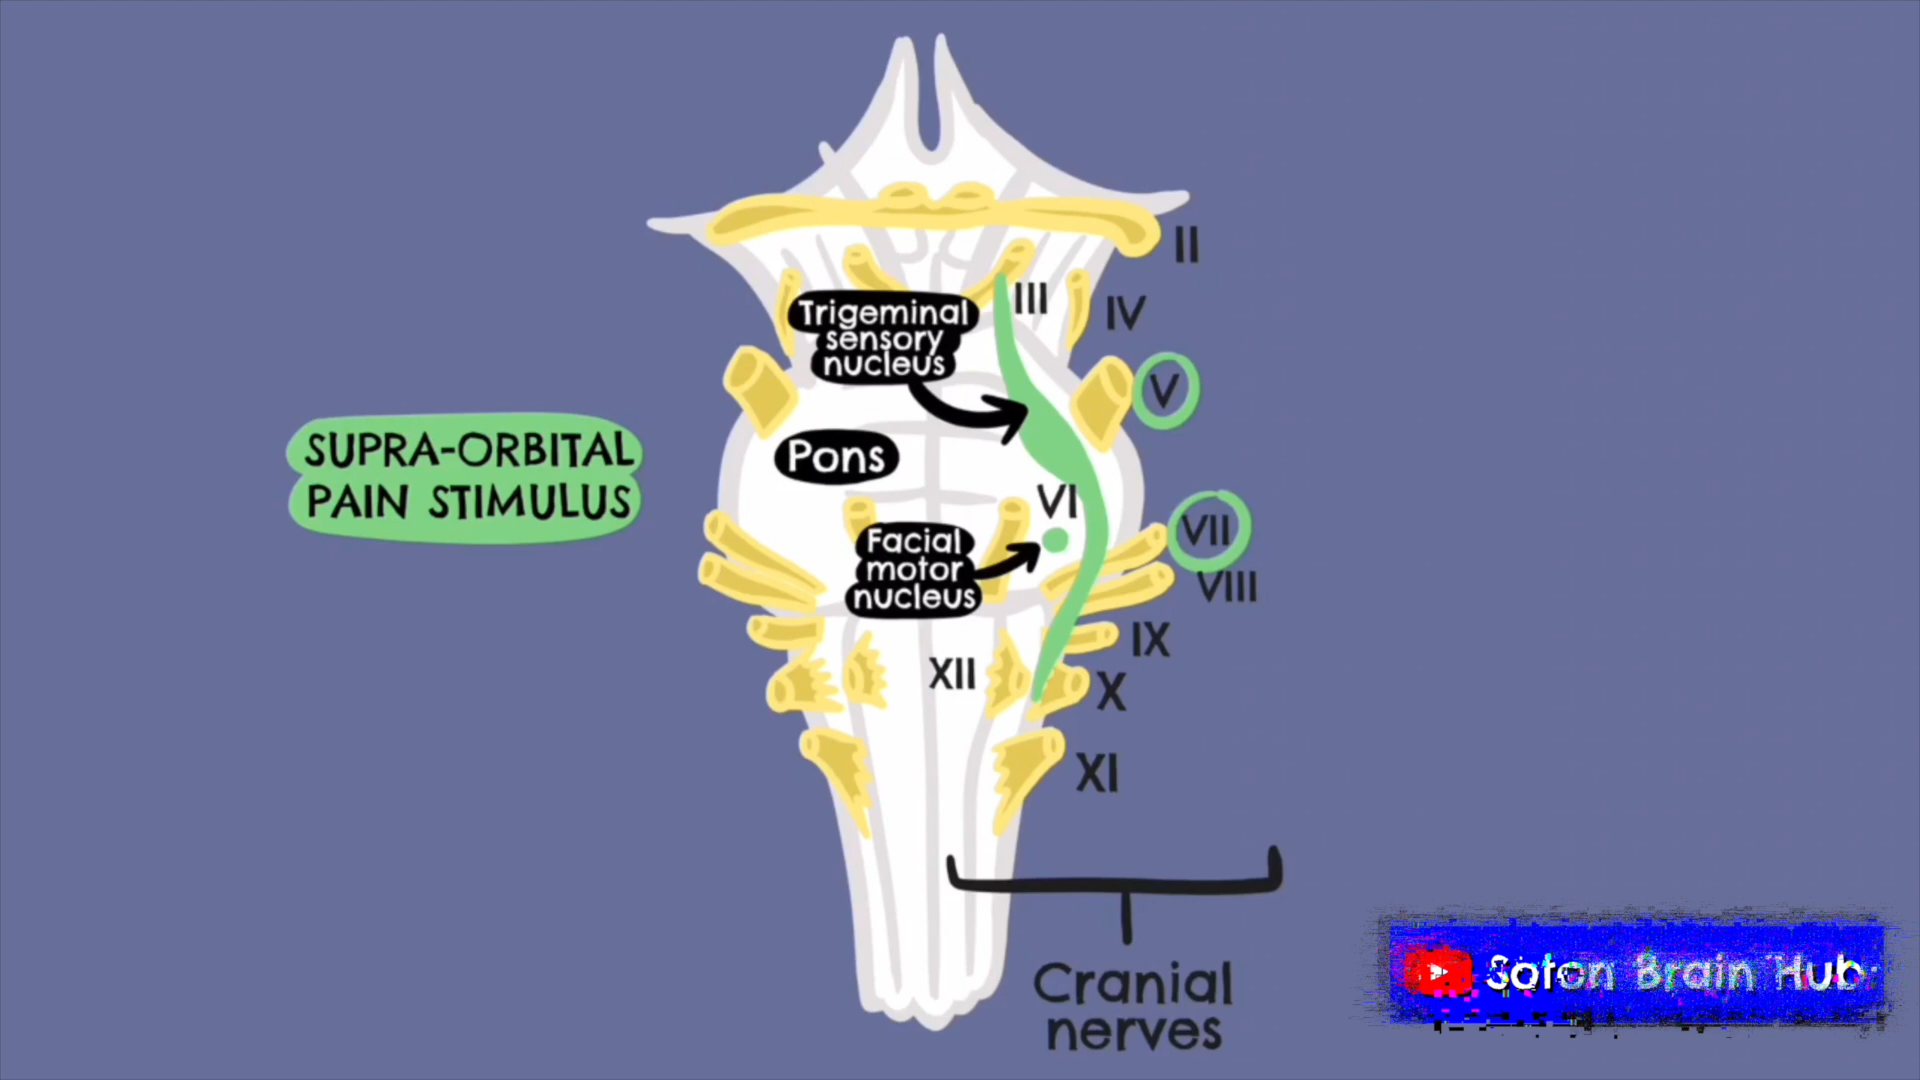 II
III
IV
Trigeminal
sensory
nucleus
V
SUPRA-ORBITAL
PAIN STIMULUS
Pons
VI
VII
Facial
motor
nucleus
VIII
IX
XII
X
XI
Cranial
nerves
Soton Brain Hub